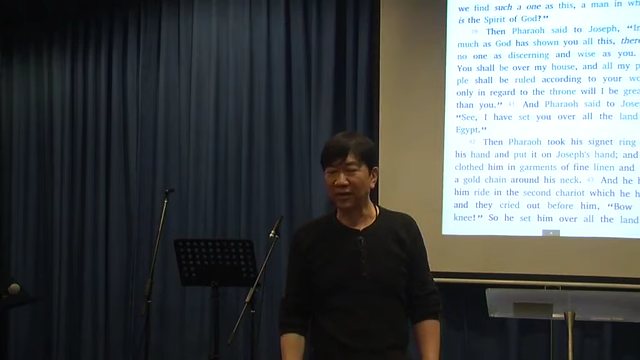 we find such a one as this, a man in wh
is the Spirit of God?"
39 Then Pharaoh said to Joseph, "In
much as God has shown you all this, there
no one as discerning and wise as you.
You shall be over my house, and all my p
ple shall be ruled according to your wo
only in regard to the throne will I be grea
than you." 41 And Pharaoh said to Jose
"See, I have set you over all the land
Egypt."
42 Then Pharaoh took his signet ring
his hand and put it on Joseph's hand; and
clothed him in garments of fine linen and
a gold chain around his neck. 43 And he h
him ride in the second chariot which he h
and they cried out before him, "Bow
knee!" So he set him over all the land